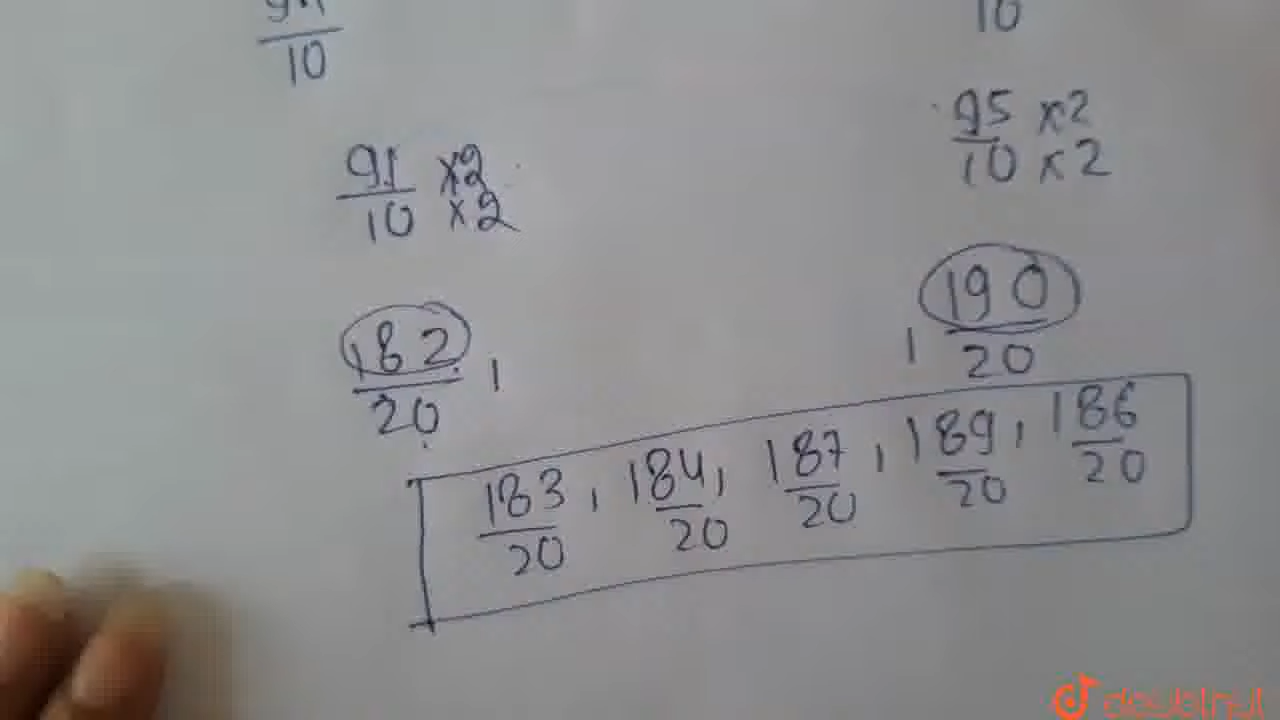 10 10
91 ×2 95 ×2
10 ×2 10 ×2
182 , 190
20 , 20
183 , 184, 187 , 189 , 186
20 20 20 20 20
doubtnut